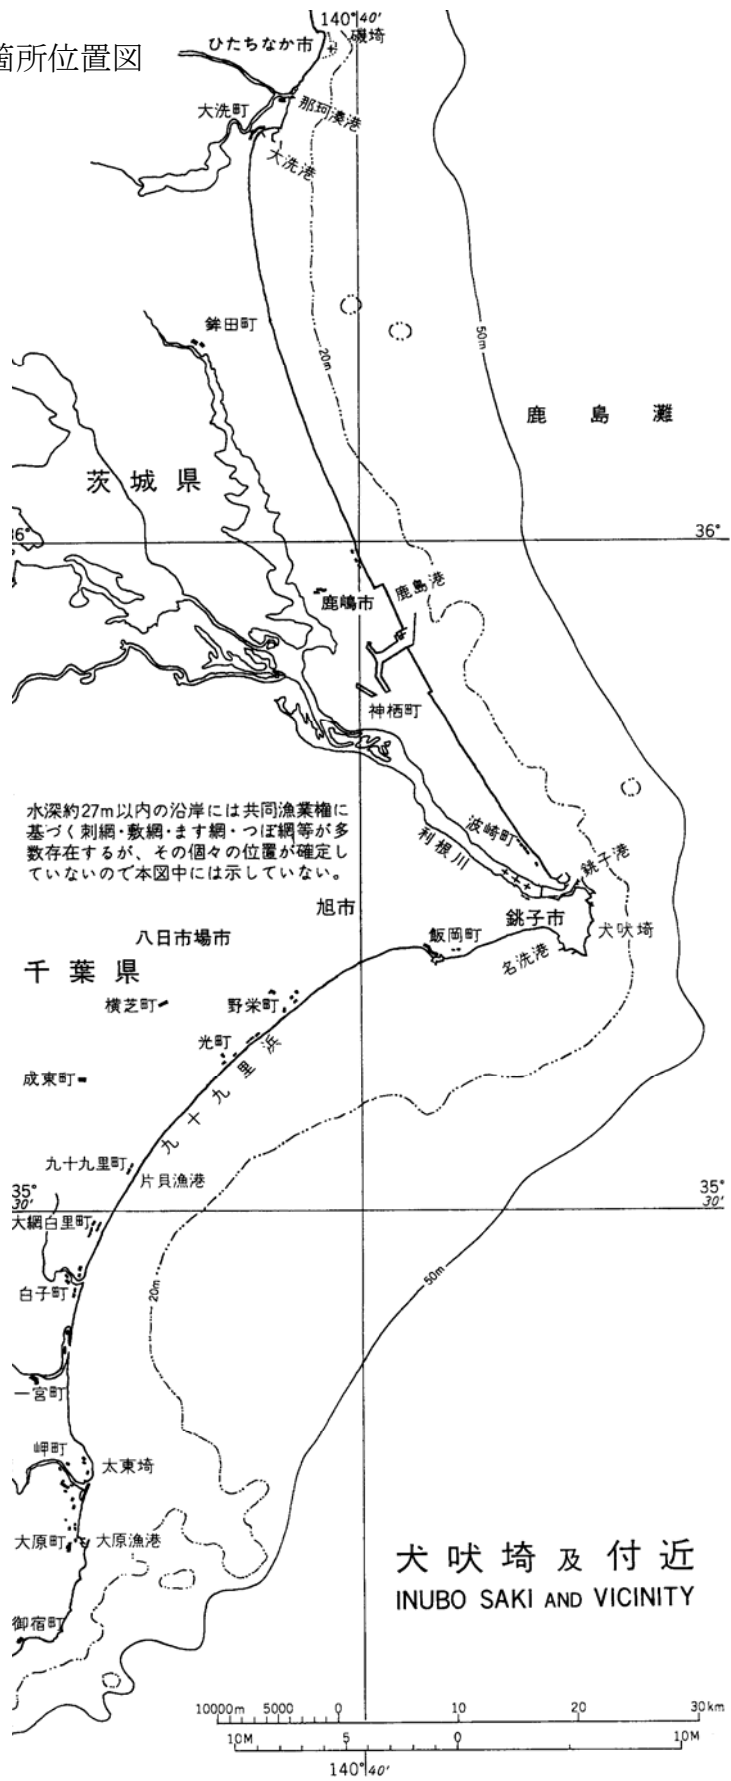 箇所位置図
140°40′
ひたちなか市
磯埼
大洗町
那珂湊港
大洗港
鉾田町
20m
50m
鹿島灘
茨城県
36°
36°
鹿島港
鹿嶋市
神栖町
水深約27m以内の沿岸には共同漁業権に
基づく刺網・敷網・ます網・つぼ網等が多
数存在するが、その個々の位置が確定し
ていないので本図中には示していない。
波崎町
利根川
銚子港
旭市
銚子市
八日市場市
飯岡町
犬吠埼
名洗港
千葉県
横芝町
野栄町
光町
九十九里浜
成東町
九十九里町
片貝漁港
35°
30′
35°
30′
大網白里町
50m
白子町
20m
一宮町
岬町
太東埼
大原町
大原漁港
犬吠埼及付近
INUBO SAKI AND VICINITY
御宿町
10000m 5000 0 10 20 30km
10M 5 0 10M
140°40′